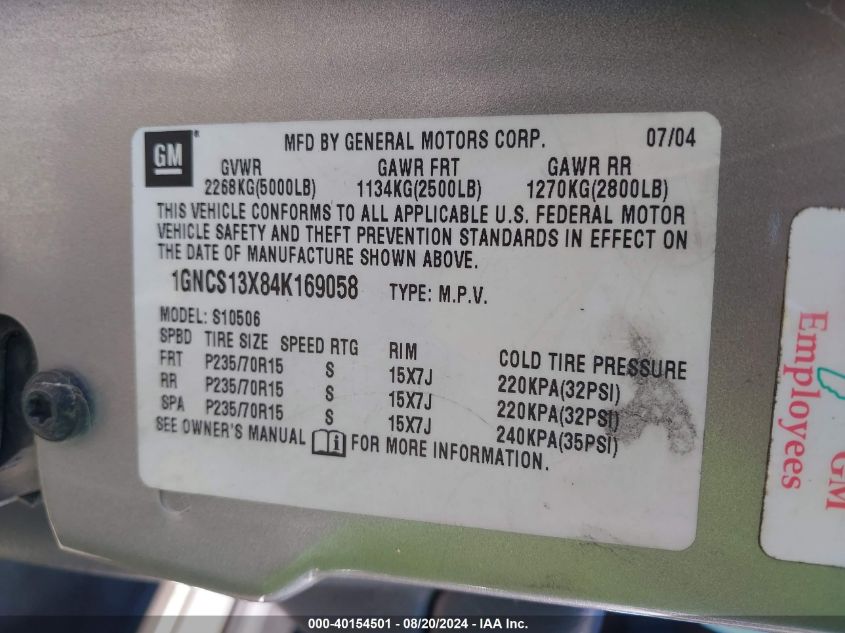 GM
®
MFD BY GENERAL MOTORS CORP. 07/04
GVWR GAWR FRT GAWR RR
2268KG(5000LB) 1134KG(2500LB) 1270KG(2800LB)
THIS VEHICLE CONFORMS TO ALL APPLICABLE U.S. FEDERAL MOTOR
VEHICLE SAFETY AND THEFT PREVENTION STANDARDS IN EFFECT ON
THE DATE OF MANUFACTURE SHOWN ABOVE.
1GNCS13X84K169058 TYPE: M.P.V.
MODEL: S10506
SPBD TIRE SIZE SPEED RTG RIM COLD TIRE PRESSURE
FRT P235/70R15 S 15X7J 220KPA(32PSI)
RR P235/70R15 S 15X7J 220KPA(32PSI)
SPA P235/70R15 S 15X7J 240KPA(35PSI)
SEE OWNER'S MANUAL FOR MORE INFORMATION.
GM
Employees
000-40154501 - 08/20/2024 - IAA Inc.